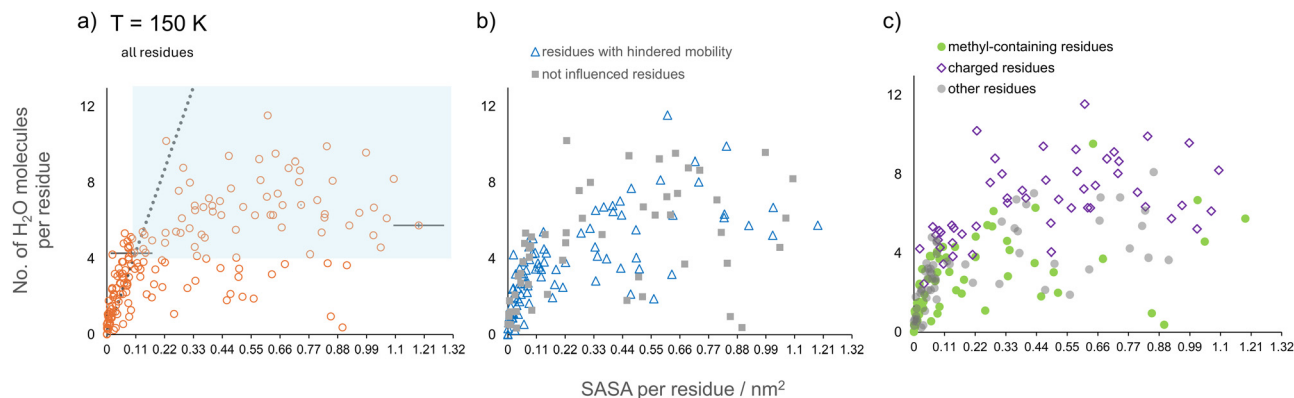 a) T = 150 K
all residues
No. of H2O molecules
per residue
12
8
4
0
0 0.11 0.22 0.33 0.44 0.55 0.66 0.77 0.88 0.99 1.1 1.21 1.32
b)
residues with hindered mobility
not influenced residues
12
8
4
0
0 0.11 0.22 0.33 0.44 0.55 0.66 0.77 0.88 0.99 1.1 1.21 1.32
c)
methyl-containing residues
charged residues
other residues
12
8
4
0
0 0.11 0.22 0.33 0.44 0.55 0.66 0.77 0.88 0.99 1.1 1.21 1.32
SASA per residue / nm2